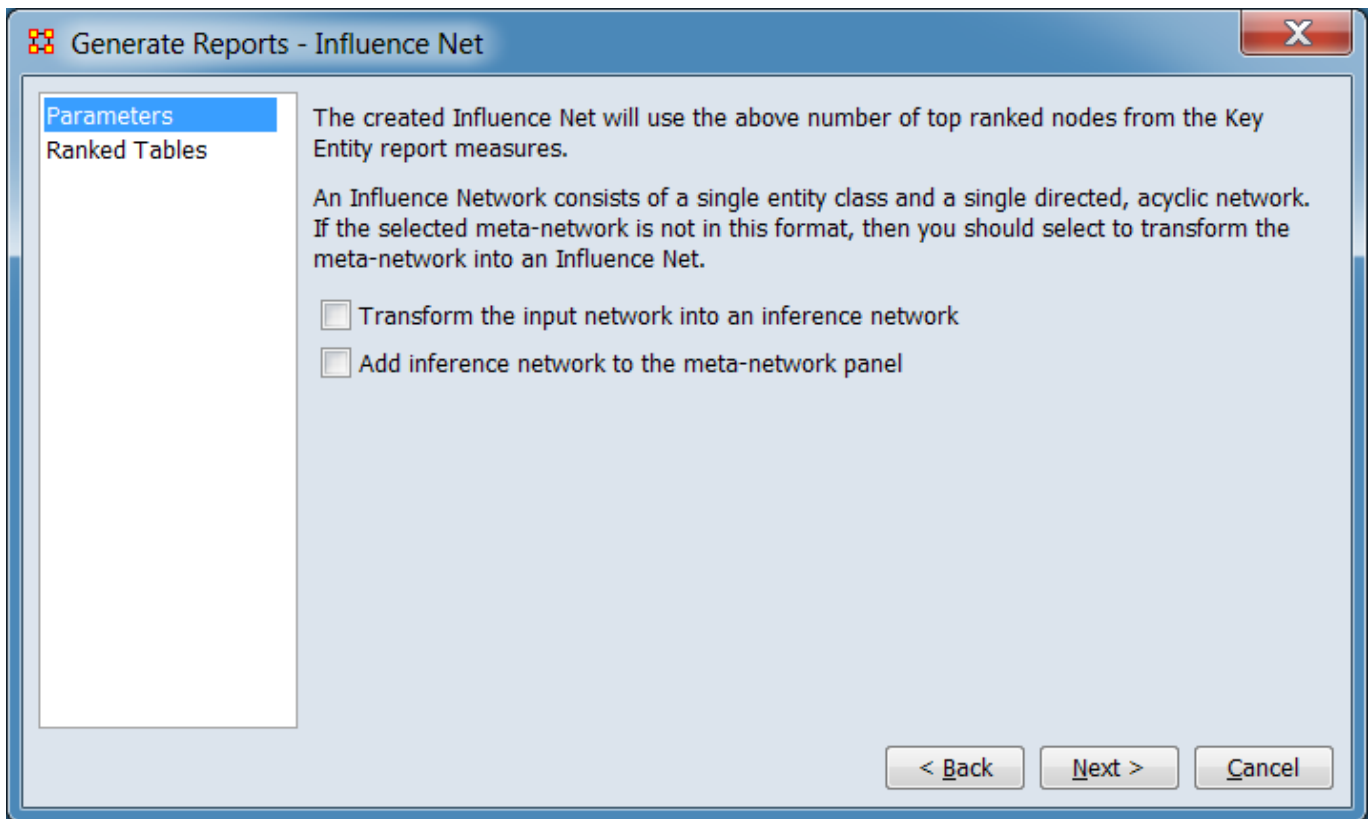 Generate Reports - Influence Net
Parameters
Ranked Tables
The created Influence Net will use the above number of top ranked nodes from the Key
Entity report measures.
An Influence Network consists of a single entity class and a single directed, acyclic network.
If the selected meta-network is not in this format, then you should select to transform the
meta-network into an Influence Net.
Transform the input network into an inference network
Add inference network to the meta-network panel
< Back
Next >
Cancel